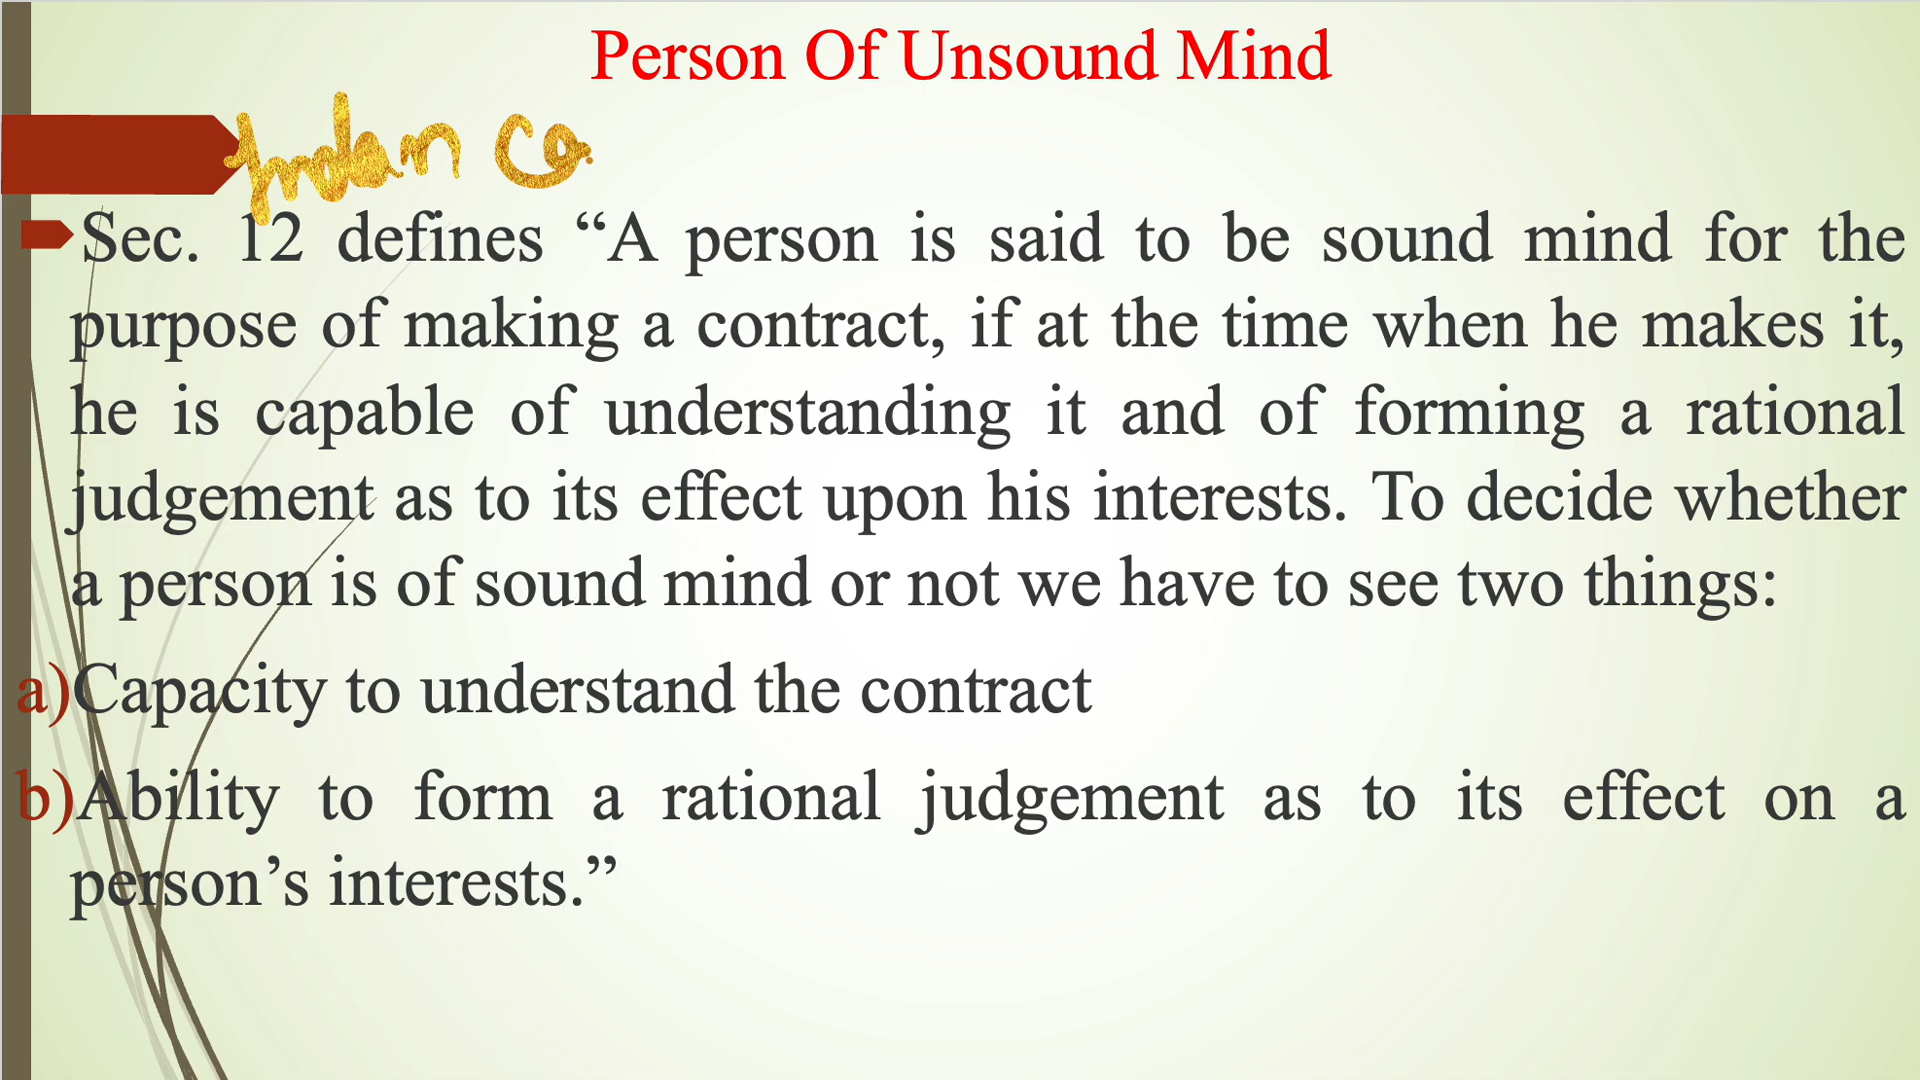 Person Of Unsound Mind
Indian Co
Sec. 12 defines “A person is said to be sound mind for the
purpose of making a contract, if at the time when he makes it,
he is capable of understanding it and of forming a rational
judgement as to its effect upon his interests. To decide whether
a person is of sound mind or not we have to see two things:
a)Capacity to understand the contract
b)Ability to form a rational judgement as to its effect on a
person’s interests.”